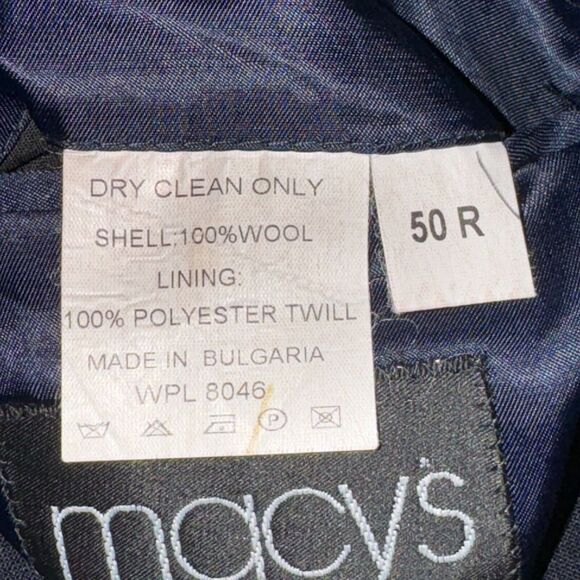 DRY CLEAN ONLY
SHELL:100%WOOL
LINING:
100% POLYESTER TWILL
MADE IN BULGARIA
WPL 8046
P
50 R
macy's